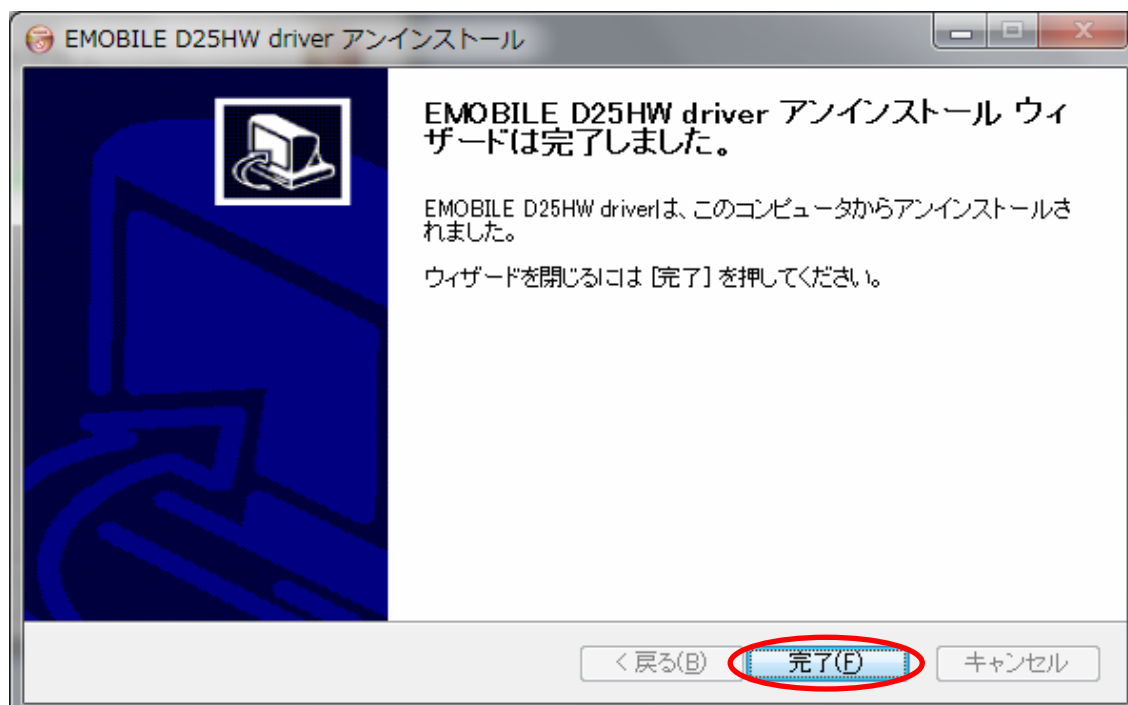 EMOBILE D25HW driver アンインストール
EMOBILE D25HW driver アンインストール ウィ
ザードは完了しました。
EMOBILE D25HW driverは、このコンピュータからアンインストールさ
れました。
ウィザードを閉じるには [完了] を押してください。
< 戻る(B)
完了(F)
キャンセル